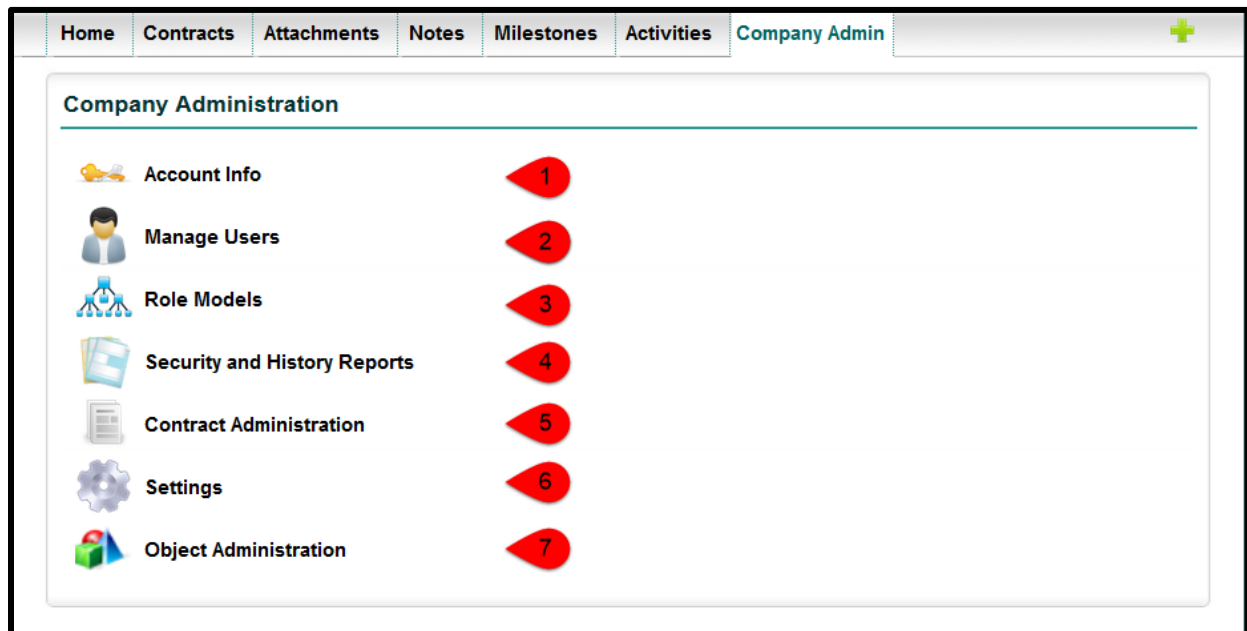 Home Contracts Attachments Notes Milestones Activities Company Admin
Company Administration
Account Info 1
Manage Users 2
Role Models 3
Security and History Reports 4
Contract Administration 5
Settings 6
Object Administration 7